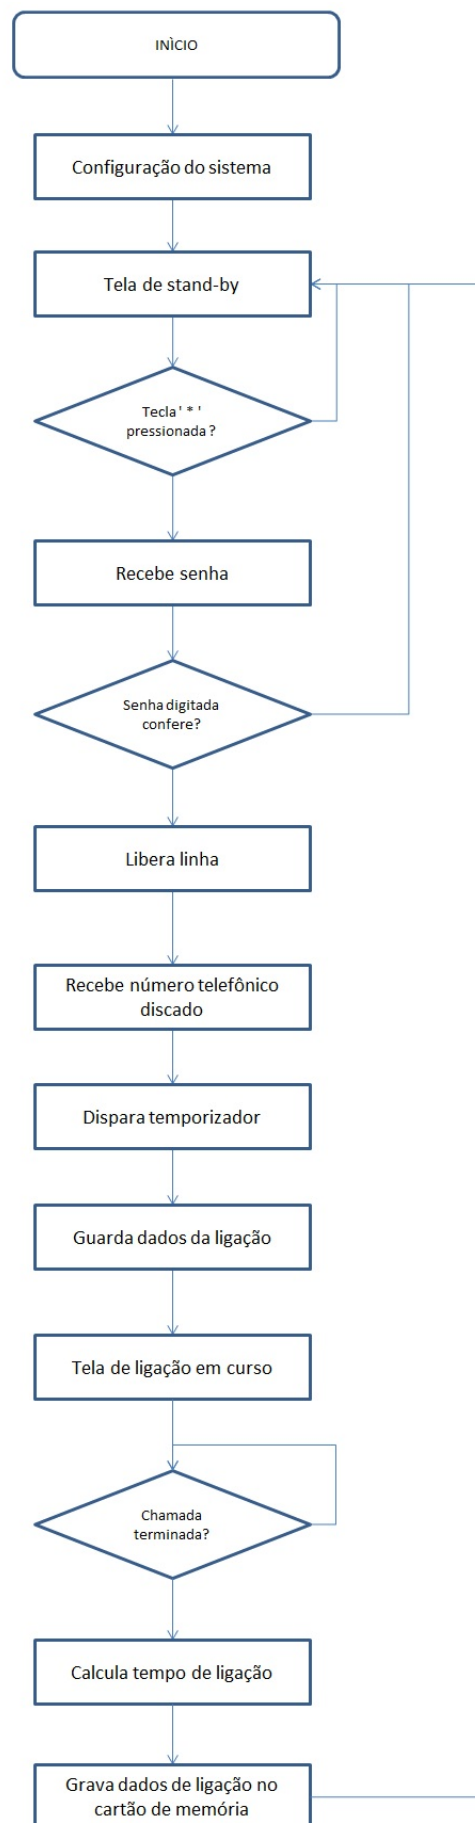 INÌCIO
Configuração do sistema
Tela de stand-by
Tecla ' * '
pressionada ?
Recebe senha
Senha digitada
confere?
Libera linha
Recebe número telefônico
discado
Dispara temporizador
Guarda dados da ligação
Tela de ligação em curso
Chamada
terminada?
Calcula tempo de ligação
Grava dados de ligação no
cartão de memória